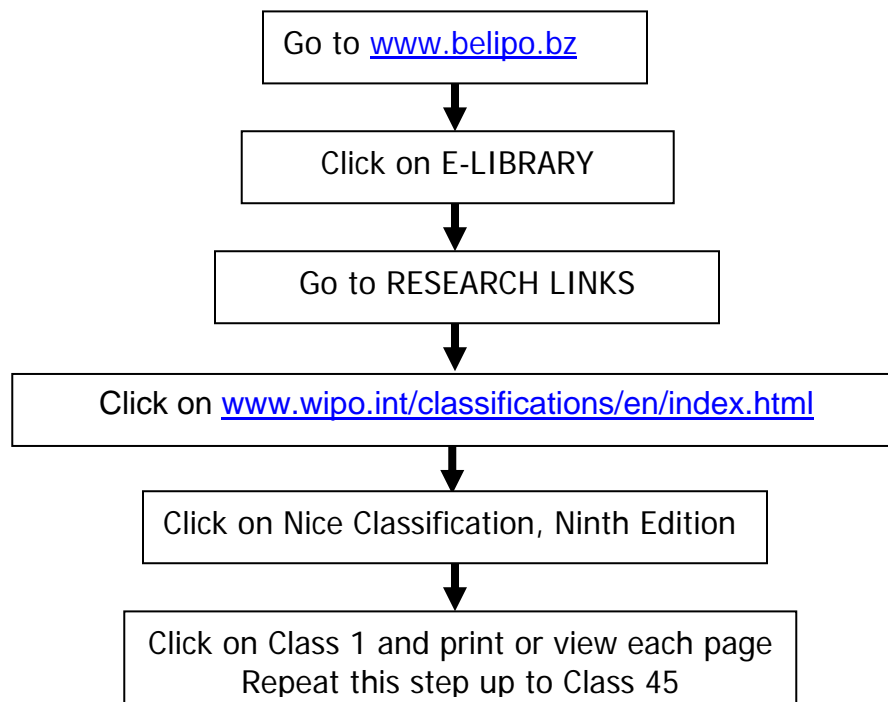 Go to www.belipo.bz
Click on E-LIBRARY
Go to RESEARCH LINKS
Click on www.wipo.int/classifications/en/index.html
Click on Nice Classification, Ninth Edition
Click on Class 1 and print or view each page
Repeat this step up to Class 45